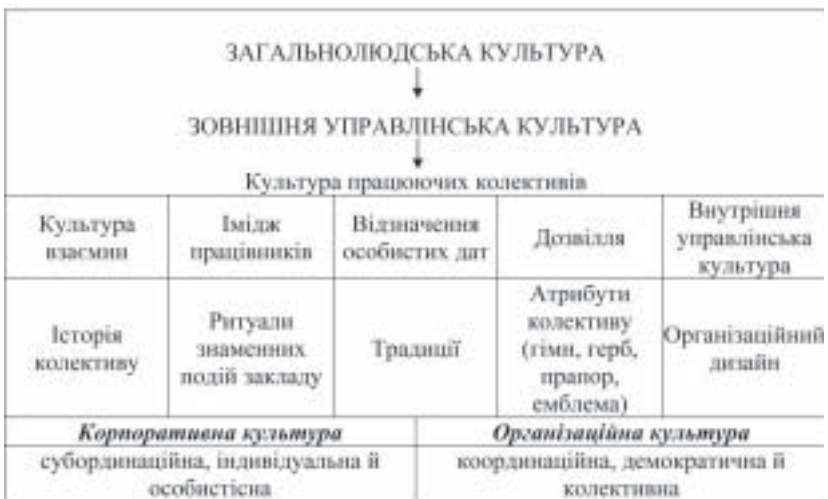 ЗАГАЛЬНОЛЮДСЬКА КУЛЬТУРА
ЗОВНІШНЯ УПРАВЛІНСЬКА КУЛЬТУРА
Культура працюючих колективів
Культура
взаємин
Імідж
працівників
Відзначення
особистих дат
Дозвілля
Внутрішня
управлінська
культура
Історія
колективу
Ритуали
знаменних
подій закладу
Традиції
Атрибути
колективу
(гімн, герб,
прапор,
емблема)
Організаційний
дизайн
Корпоративна культура
Організаційна культура
субординаційна, індивідуальна й
особистісна
координаційна, демократична й
колективна